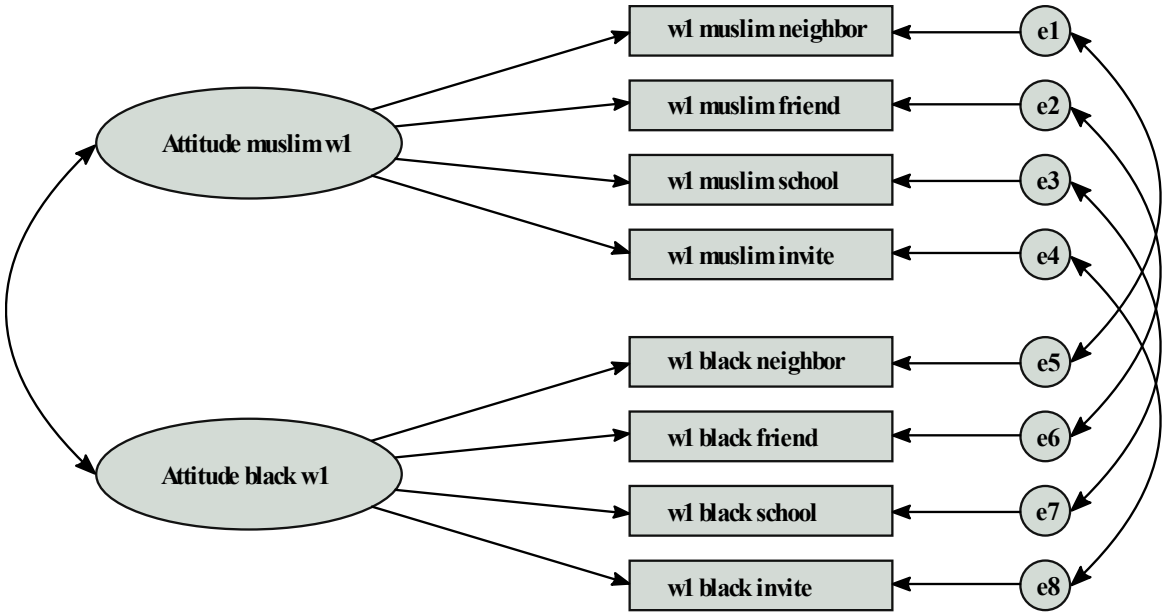 w1 muslim neighbor
e1
w1 muslim friend
e2
Attitude muslim w1
w1 muslim school
e3
w1 muslim invite
e4
w1 black neighbor
e5
w1 black friend
e6
Attitude black w1
w1 black school
e7
w1 black invite
e8